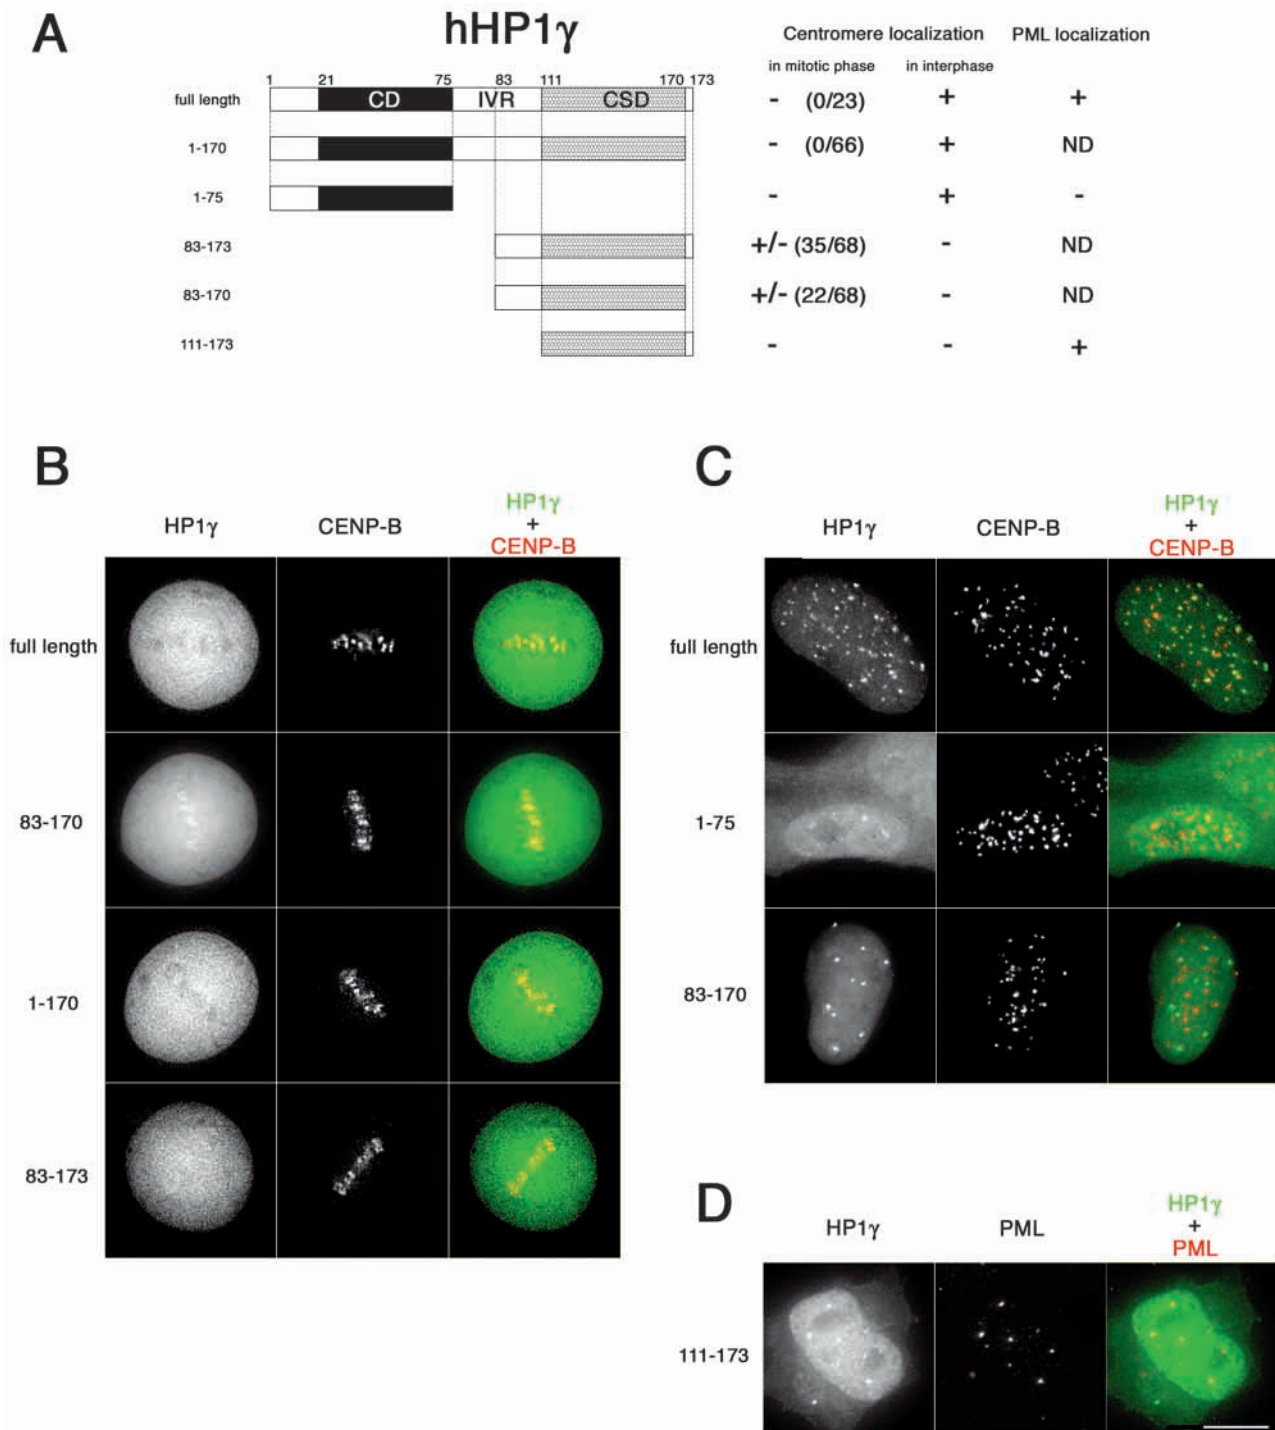 A
hHP1γ
Centromere localization PML localization
in mitotic phase in interphase
1 21 75 83 111 170 173
full length CD IVR CSD - (0/23) + +
1-170 - (0/66) + ND
1-75 - + -
83-173 +/- (35/68) - ND
83-170 +/- (22/68) - ND
111-173 - - +
B
HP1γ CENP-B HP1γ
+
CENP-B
full length
83-170
1-170
83-173
C
HP1γ CENP-B HP1γ
+
CENP-B
full length
1-75
83-170
D
HP1γ PML HP1γ
+
PML
111-173